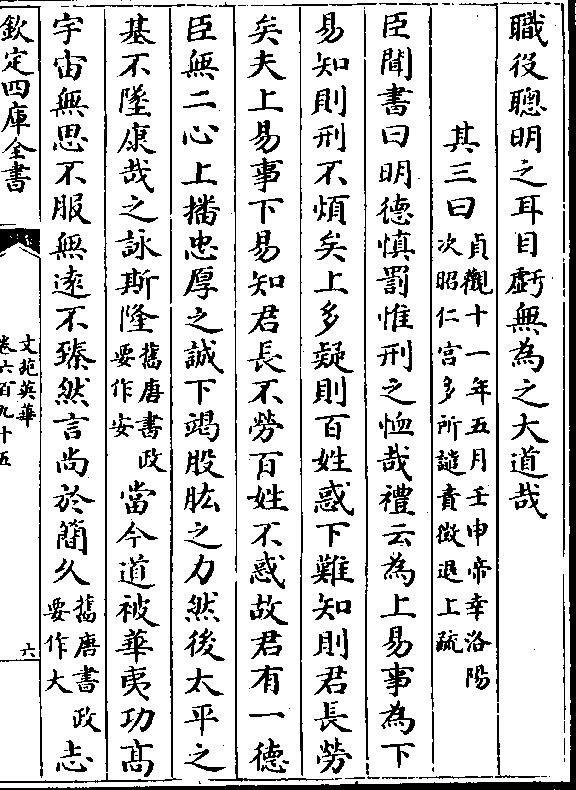 職役聰明之耳目虧無為之大道哉
其三曰貞觀十一年五月壬申帝幸洛陽
次昭仁宮多所譴責徵退上疏
臣聞書曰明德慎罰惟刑之恤哉禮云為上易事為下
易知則刑不煩矣上多疑則百姓惑下難知則君長勞
矣夫上易事下易知君長不勞百姓不惑故君有一德
臣無二心上播忠厚之誠下竭股肱之力然後太平之
基不墜康哉之詠斯隆舊唐書政
要作安當今道被華夷功高
宇宙無思不服無逺不臻然言尚於簡久舊唐書政
要作大志
欽定四庫全書
文苑英華
卷六百九十五
六